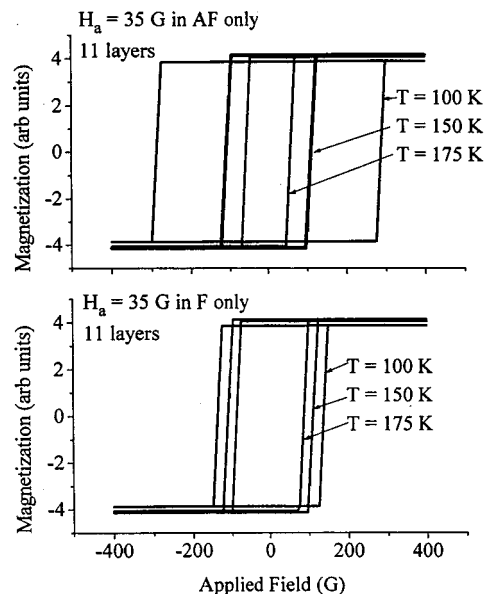 H_a = 35 G in AF only
11 layers
4
2
0
-2
-4
Magnetization (arb units)
T = 100 K
T = 150 K
T = 175 K
H_a = 35 G in F only
11 layers
4
2
0
-2
-4
Magnetization (arb units)
T = 100 K
T = 150 K
T = 175 K
-400 -200 0 200 400
Applied Field (G)